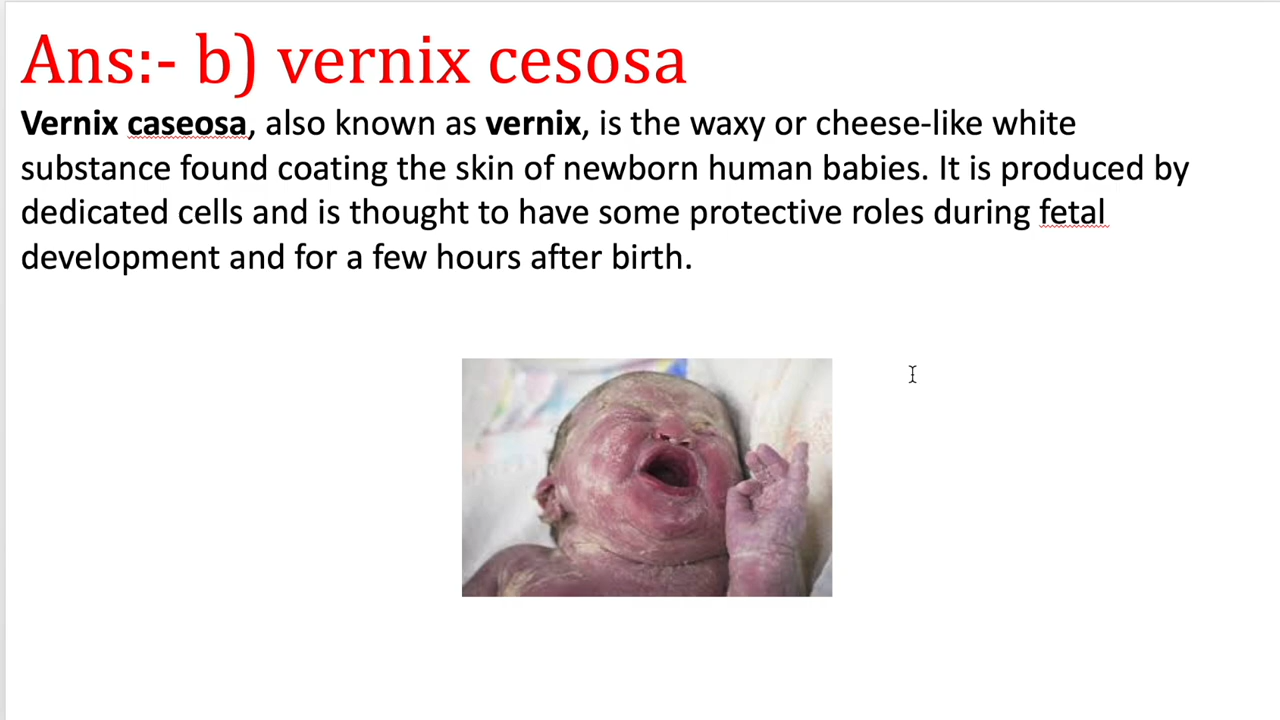 Ans:- b) vernix cesosa
Vernix caseosa, also known as vernix, is the waxy or cheese-like white
substance found coating the skin of newborn human babies. It is produced by
dedicated cells and is thought to have some protective roles during fetal
development and for a few hours after birth.